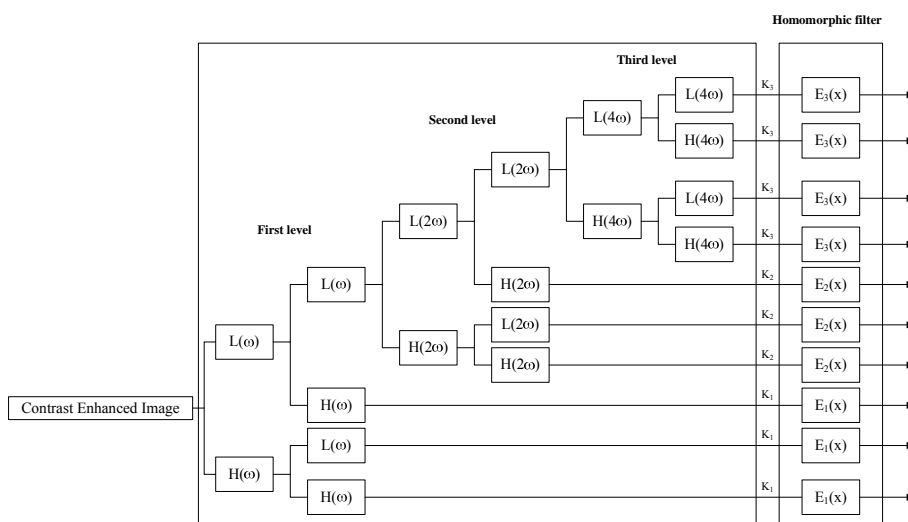 Homomorphic filter
Third level
L(4ω) K₃ E₃(x)
L(4ω)
Second level
H(4ω) K₃ E₃(x)
L(2ω)
L(4ω) K₃ E₃(x)
L(2ω) H(4ω)
First level
H(4ω) K₃ E₃(x)
L(ω) H(2ω) K₂ E₂(x)
L(2ω) K₂ E₂(x)
L(ω) H(2ω)
H(2ω) K₂ E₂(x)
Contrast Enhanced Image H(ω) K₁ E₁(x)
L(ω) K₁ E₁(x)
H(ω)
H(ω) K₁ E₁(x)